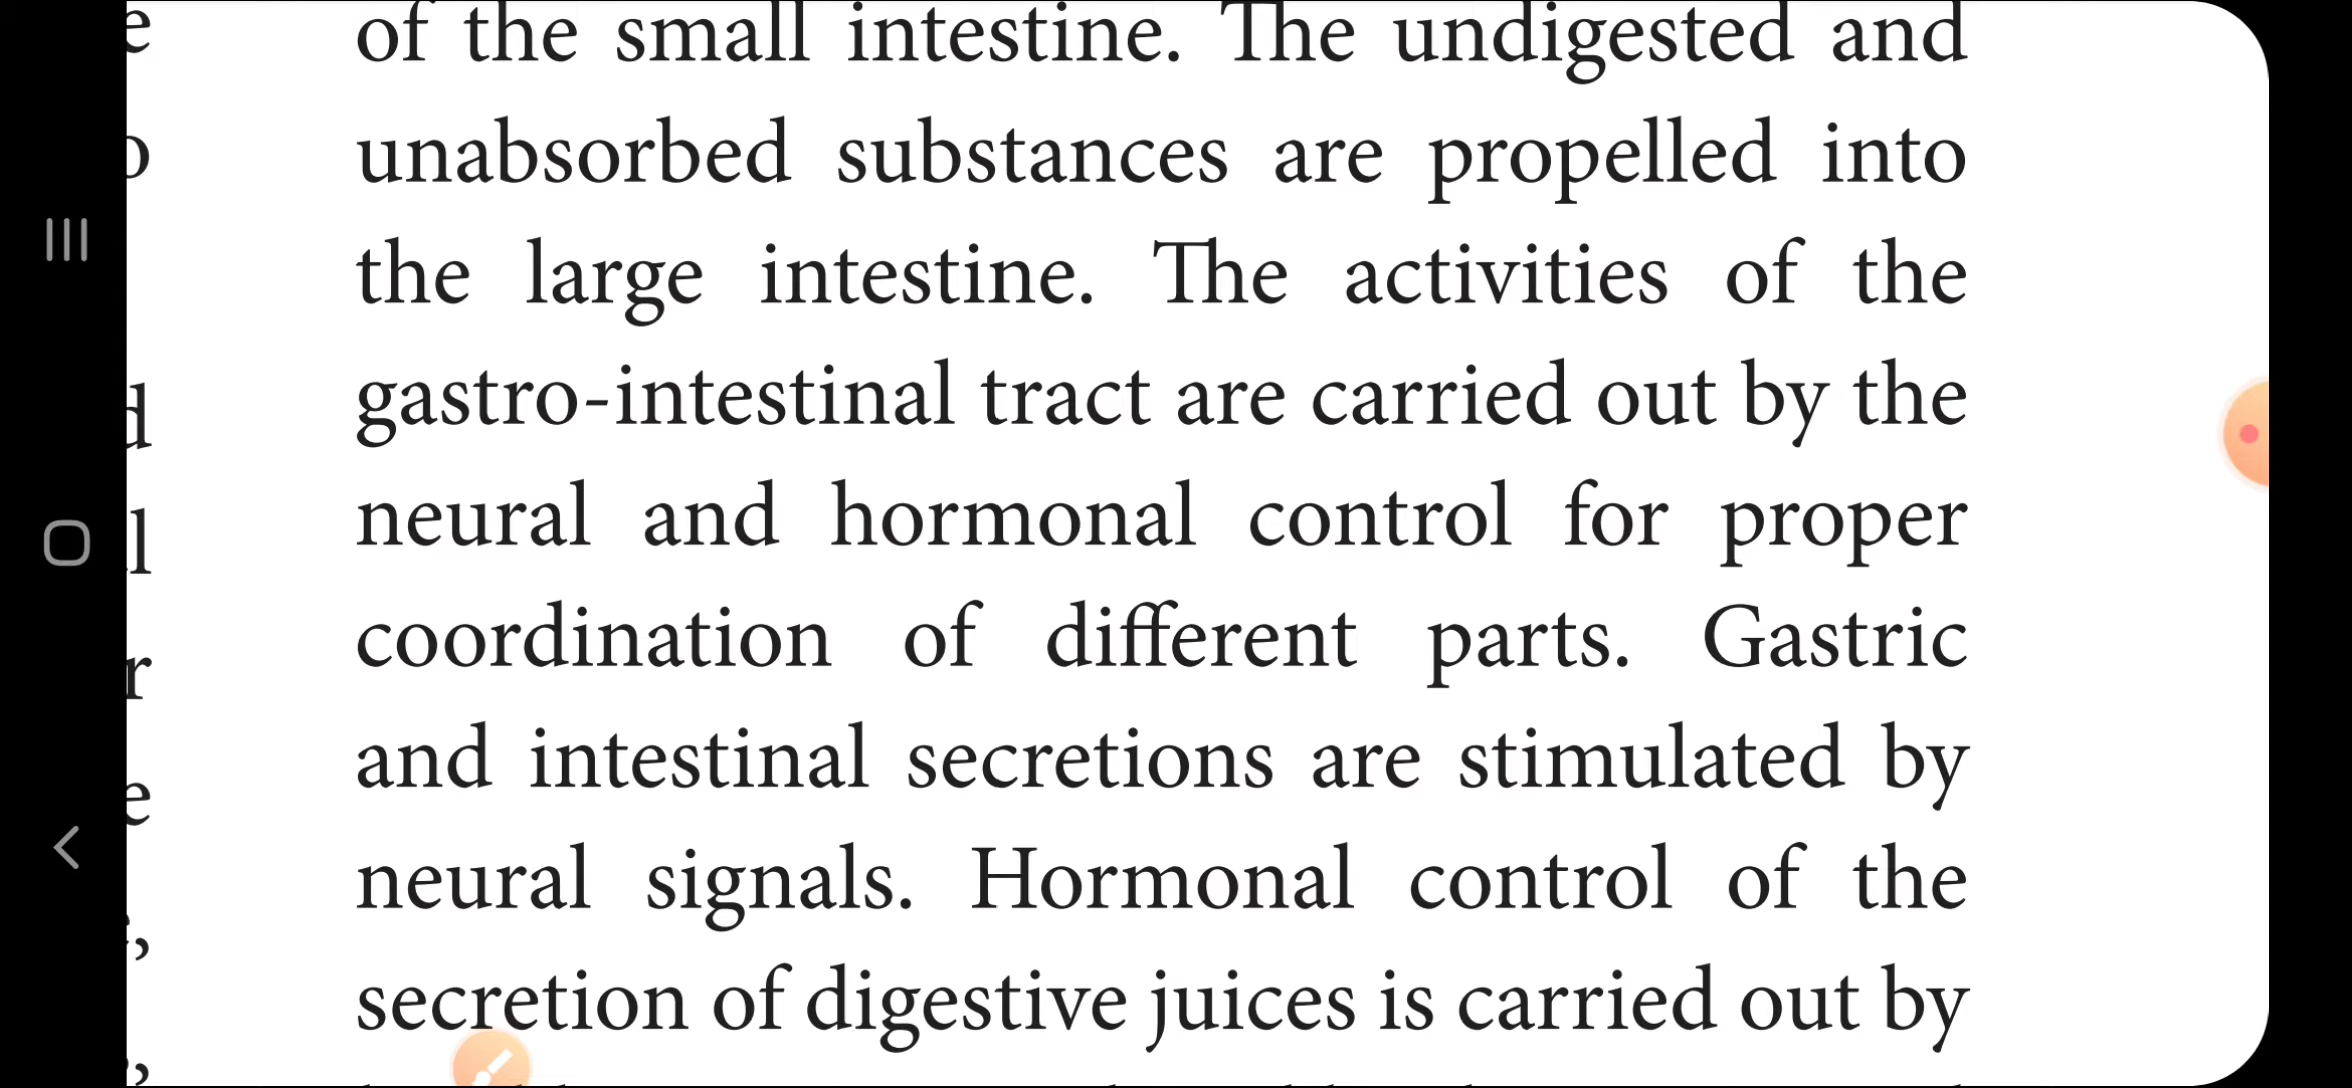 of the small intestine. The undigested and
unabsorbed substances are propelled into
the large intestine. The activities of the
gastro-intestinal tract are carried out by the
neural and hormonal control for proper
coordination of different parts. Gastric
and intestinal secretions are stimulated by
neural signals. Hormonal control of the
secretion of digestive juices is carried out by